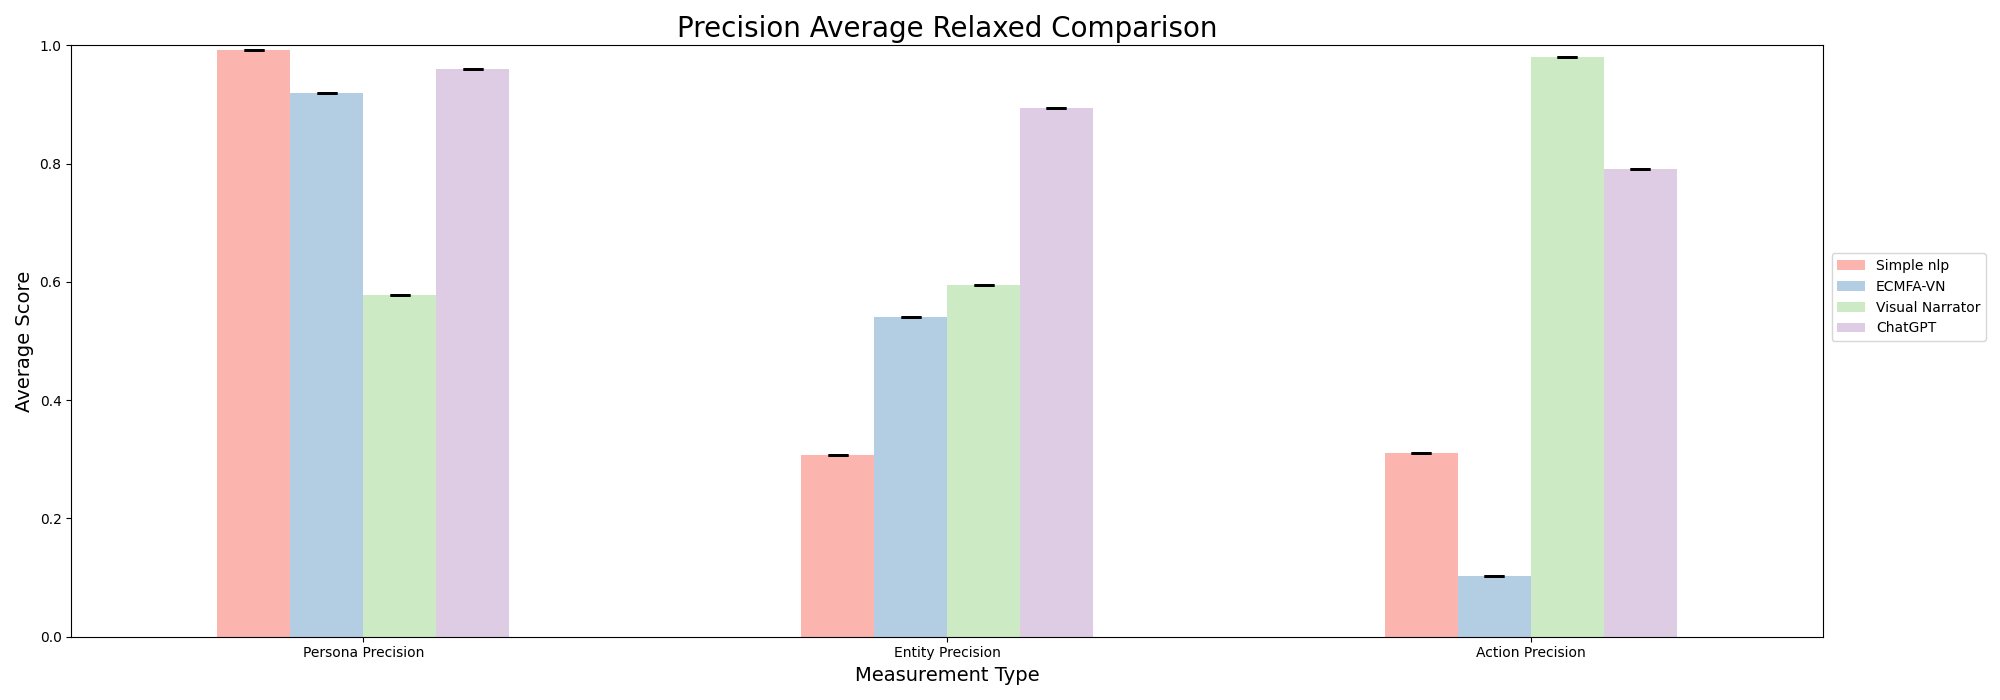 Precision Average Relaxed Comparison
Average Score
1.0
0.8
0.6
0.4
0.2
0.0
Persona Precision
Entity Precision
Action Precision
Measurement Type
Simple nlp
ECMFA-VN
Visual Narrator
ChatGPT